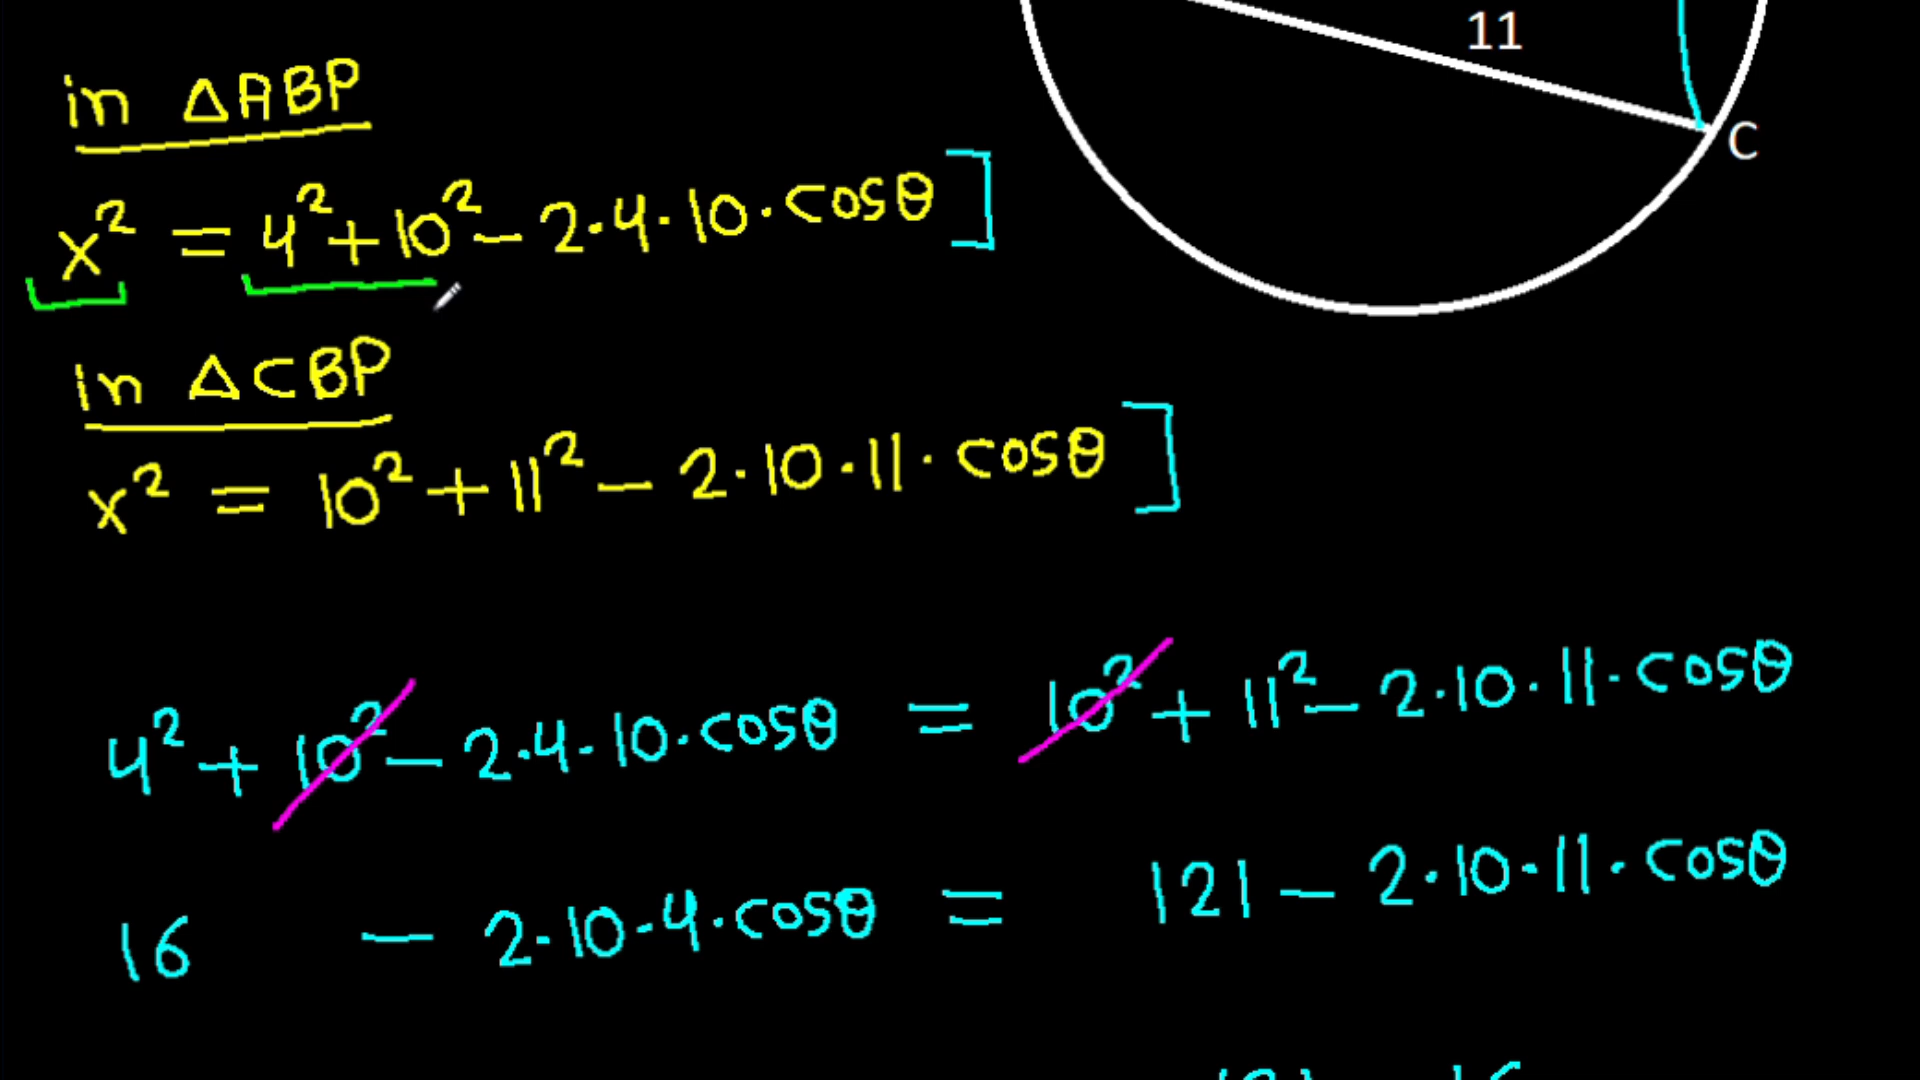 11
C
in △ABP
x² = 4² + 10² - 2·4·10·cosθ ]
In △CBP
x² = 10² + 11² - 2·10·11·cosθ ]
4² + 10² - 2·4·10·cosθ = 10² + 11² - 2·10·11·cosθ
16 - 2·10·4·cosθ = 121 - 2·10·11·cosθ